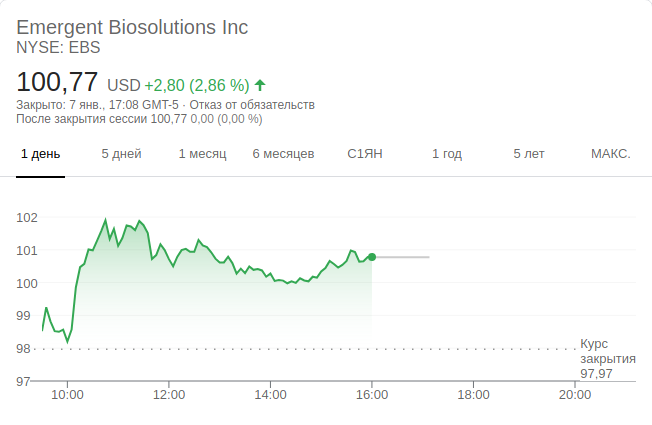 Emergent Biosolutions Inc
NYSE: EBS
100,77 USD +2,80 (2,86 %)
Закрыто: 7 янв., 17:08 GMT-5 · Отказ от обязательств
После закрытия сессии 100,77 0,00 (0,00 %)
1 день 5 дней 1 месяц 6 месяцев С1ЯН 1 год 5 лет МАКС.
102
101
100
99
98
97
Курс
закрытия
97,97
10:00 12:00 14:00 16:00 18:00 20:00